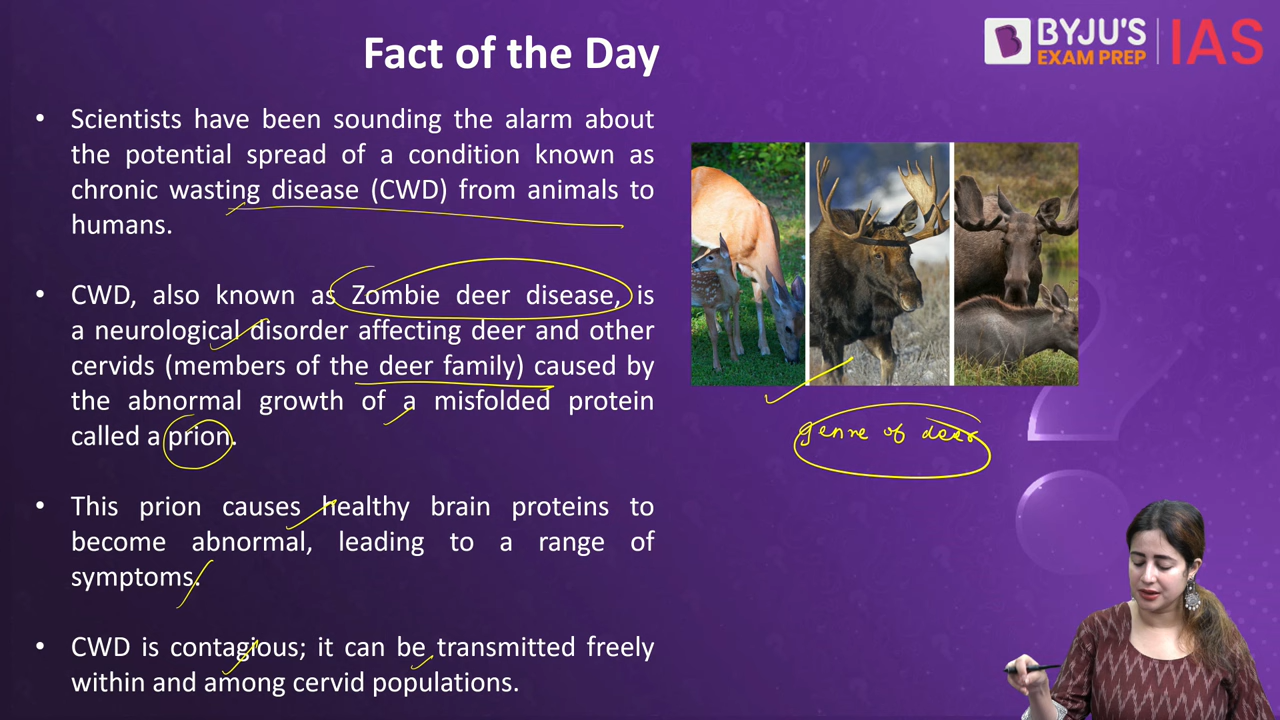 Fact of the Day
BYJU'S
EXAM PREP
IAS
• Scientists have been sounding the alarm about
the potential spread of a condition known as
chronic wasting disease (CWD) from animals to
humans.
• CWD, also known as Zombie deer disease, is
a neurological disorder affecting deer and other
cervids (members of the deer family) caused by
the abnormal growth of a misfolded protein
called a prion.
• This prion causes healthy brain proteins to
become abnormal, leading to a range of
symptoms.
• CWD is contagious; it can be transmitted freely
within and among cervid populations.
genre of deer